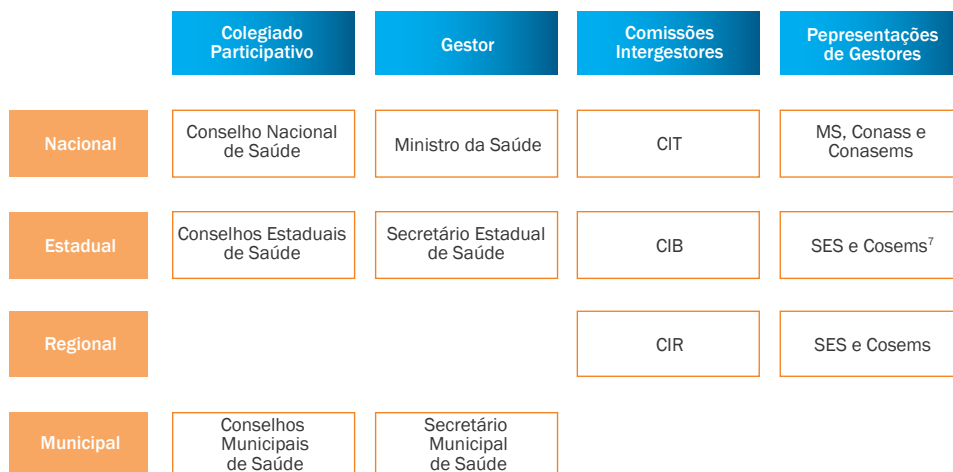 Colegiado
Participativo
Gestor
Comissões
Intergestores
Pepresentações
de Gestores
Nacional
Conselho Nacional
de Saúde
Ministro da Saúde
CIT
MS, Conass e
Conasems
Estadual
Conselhos Estaduais
de Saúde
Secretário Estadual
de Saúde
CIB
SES e Cosems⁷
Regional
CIR
SES e Cosems
Municipal
Conselhos
Municipais
de Saúde
Secretário
Municipal
de Saúde